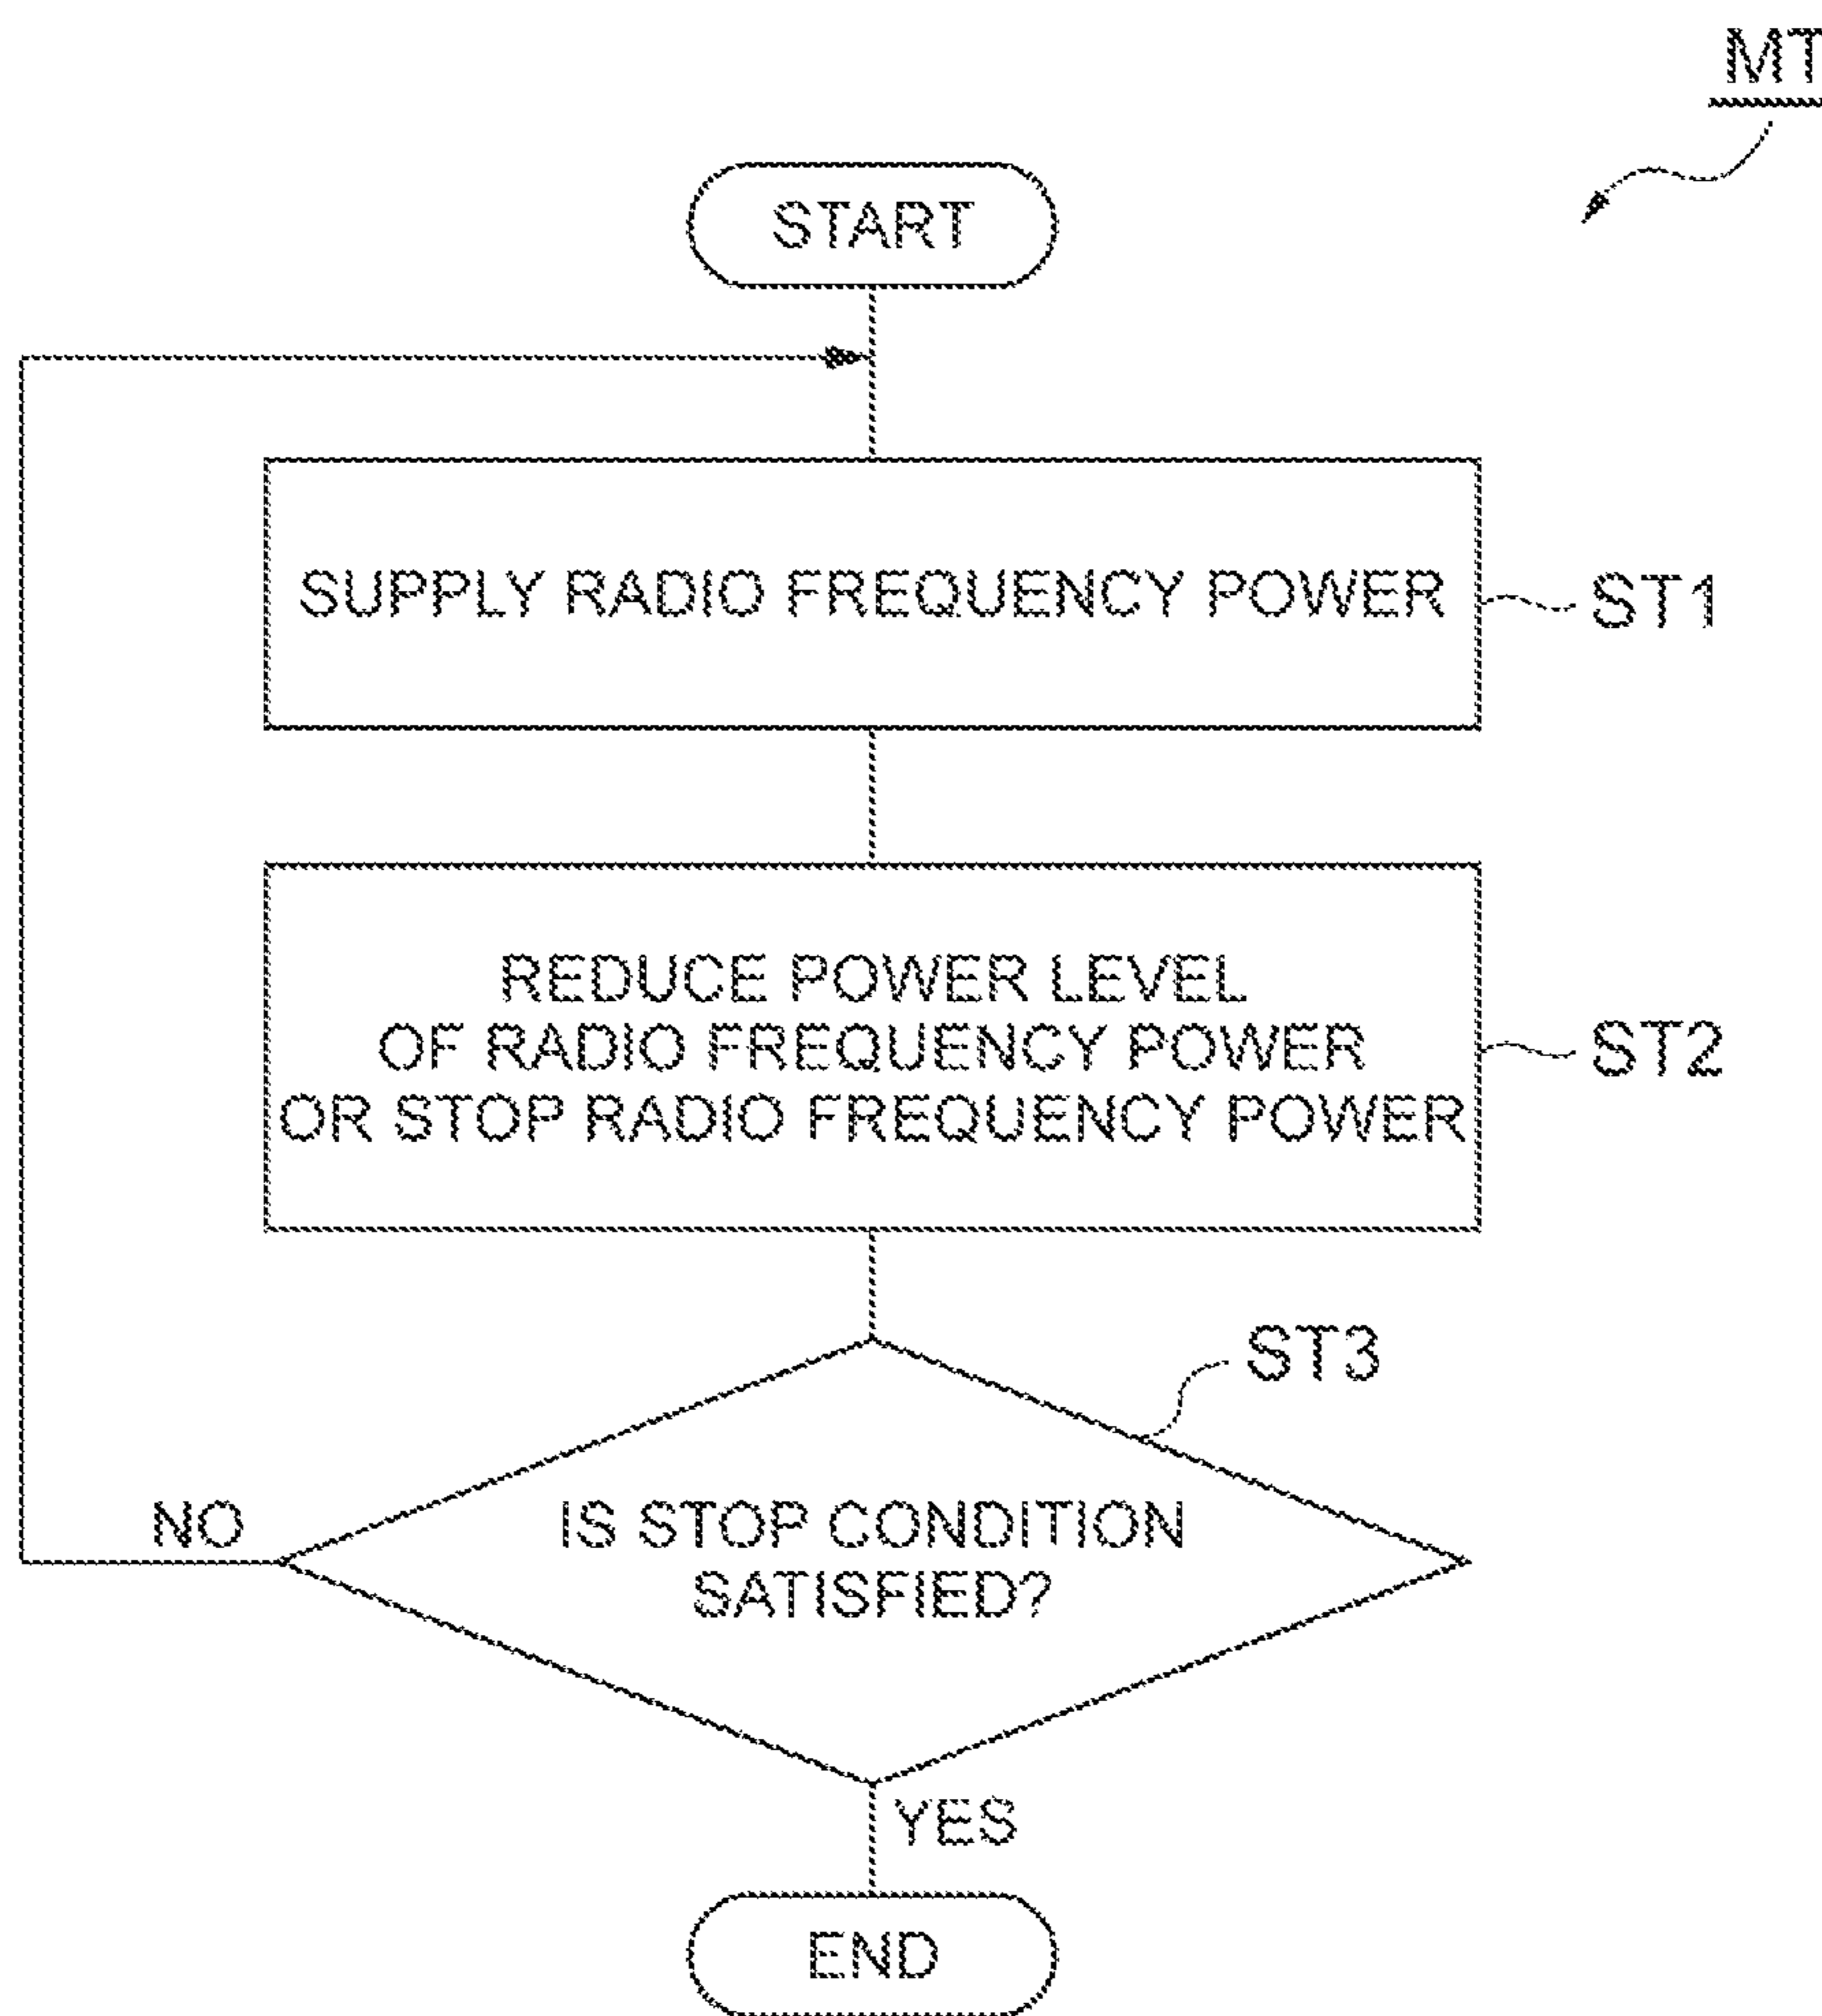 MT
START
SUPPLY RADIO FREQUENCY POWER
ST1
REDUCE POWER LEVEL
OF RADIO FREQUENCY POWER
OR STOP RADIO FREQUENCY POWER
ST2
ST3
IS STOP CONDITION
SATISFIED?
NO
YES
END